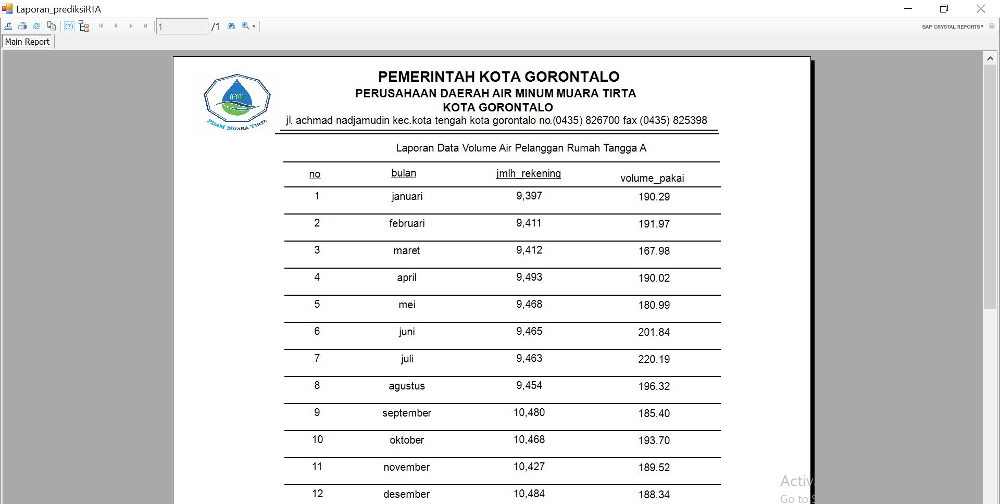 Laporan_prediksiRTA
1 /1
SAP CRYSTAL REPORTS®
Main Report
PEMERINTAH KOTA GORONTALO
PERUSAHAAN DAERAH AIR MINUM MUARA TIRTA
KOTA GORONTALO
jl. achmad nadjamudin kec.kota tengah kota gorontalo no.(0435) 826700 fax (0435) 825398
PDAM MUARA TIRTA
Laporan Data Volume Air Pelanggan Rumah Tangga A
no bulan jmlh_rekening volume_pakai
1 januari 9,397 190.29
2 februari 9,411 191.97
3 maret 9,412 167.98
4 april 9,493 190.02
5 mei 9,468 180.99
6 juni 9,465 201.84
7 juli 9,463 220.19
8 agustus 9,454 196.32
9 september 10,480 185.40
10 oktober 10,468 193.70
11 november 10,427 189.52
12 desember 10,484 188.34
Go to